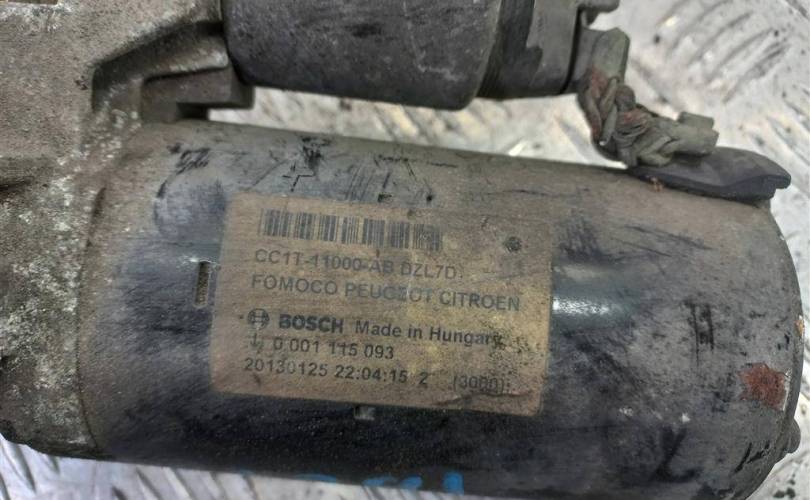 CC1T-11000-AB DZL7D
FOMOCO PEUGEOT CITROEN
BOSCH Made in Hungary
0 001 115 093
20130125 22:04:15 2 (3000)